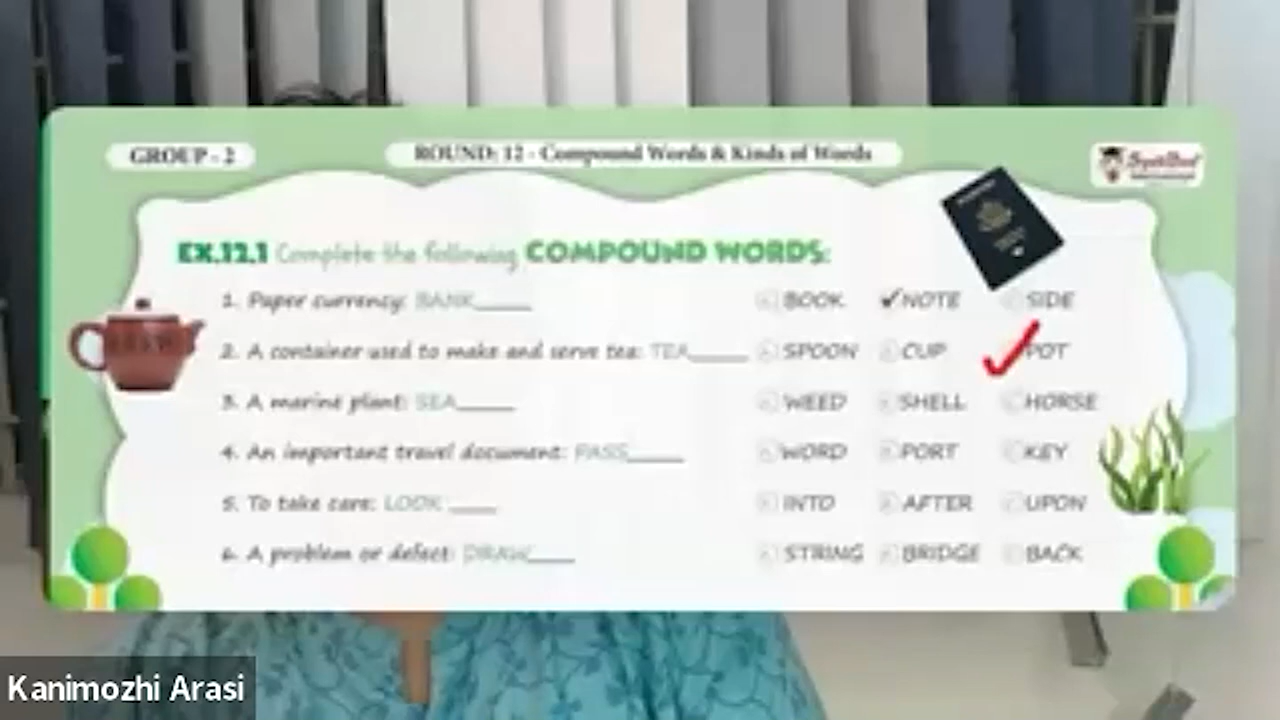 GROUP - 2
ROUND: 12 - Compound Words & Kinds of Words
EX.12.1 Complete the following COMPOUND WORDS:
1. Paper currency: BANK_____ BOOK ✓NOTE SIDE
2. A container used to make and serve tea: TEA_____ SPOON CUP POT
3. A marine plant: SEA_____ WEED SHELL HORSE
4. An important travel document: PASS_____ WORD PORT KEY
5. To take care: LOOK ____ INTO AFTER UPON
6. A problem or defect: DRAW____ STRING BRIDGE BACK
Kanimozhi Arasi